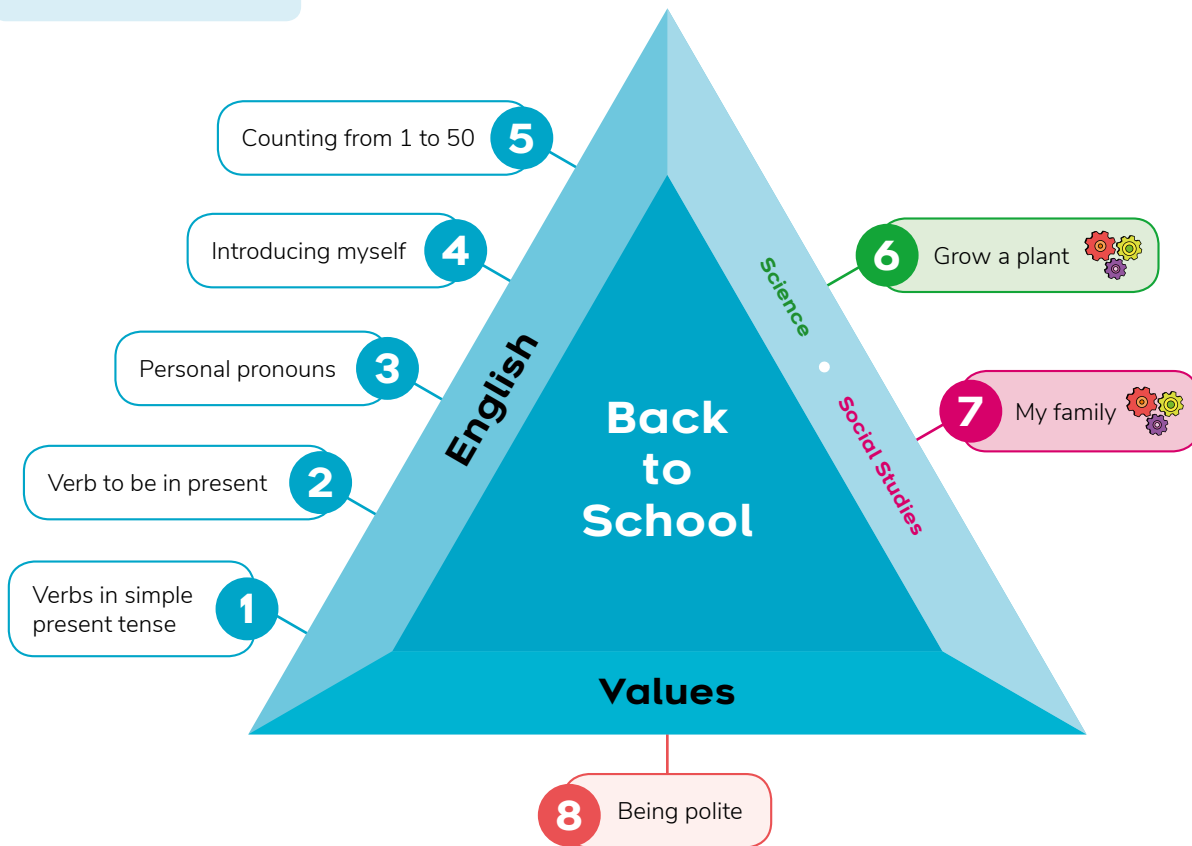 Counting from 1 to 50
5
Introducing myself
4
Personal pronouns
3
Verb to be in present
2
Verbs in simple
present tense
1
English
Back
to
School
Science
Social Studies
6
Grow a plant
7
My family
Values
8
Being polite